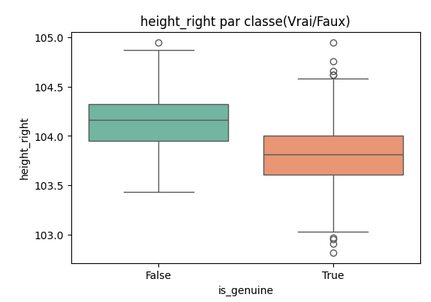 height_right par classe(Vrai/Faux)
105.0
104.5
104.0
103.5
103.0
height_right
False
True
is_genuine